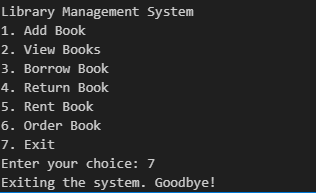 Library Management System
1. Add Book
2. View Books
3. Borrow Book
4. Return Book
5. Rent Book
6. Order Book
7. Exit
Enter your choice: 7
Exiting the system. Goodbye!